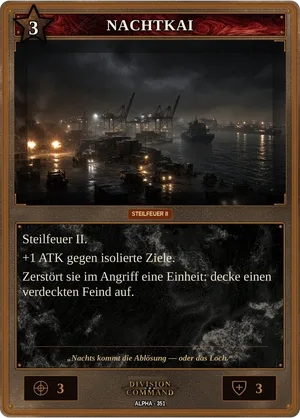 3
NACHTKAI
STEILFEUER II
Steilfeuer II.
+1 ATK gegen isolierte Ziele.
Zerstört sie im Angriff eine Einheit: decke einen
verdeckten Feind auf.
„Nachts kommt die Ablösung — oder das Loch.“
3
DIVISION
COMMAND
3
ALPHA · 351